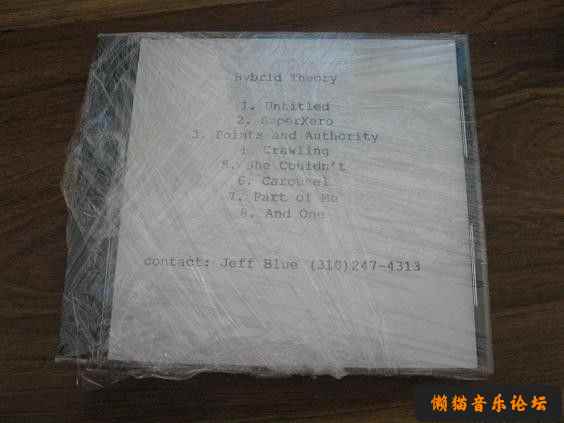 Hybrid Theory
1. Untitled
2. SuperXero
3. Points and Authority
4. Crawling
5. She Couldn't
6. Carousel
7. Part of Me
8. And One
contact: Jeff Blue (310)247-4313
懒猫音乐论坛